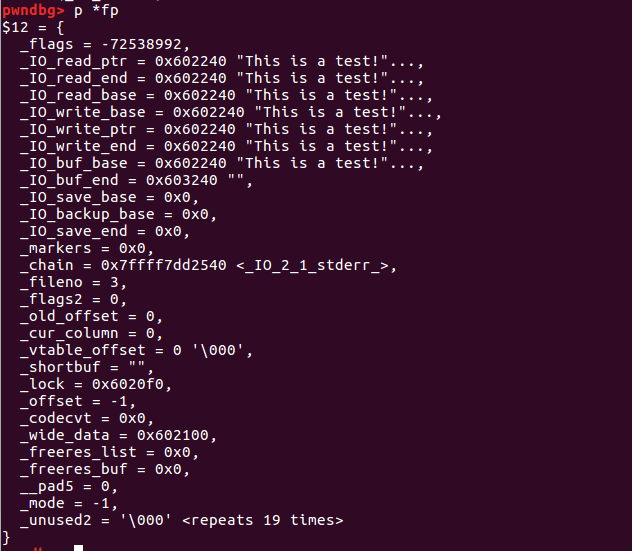 pwndbg> p *fp
$12 = {
  _flags = -72538992,
  _IO_read_ptr = 0x602240 "This is a test!"...,
  _IO_read_end = 0x602240 "This is a test!"...,
  _IO_read_base = 0x602240 "This is a test!"...,
  _IO_write_base = 0x602240 "This is a test!"...,
  _IO_write_ptr = 0x602240 "This is a test!"...,
  _IO_write_end = 0x602240 "This is a test!"...,
  _IO_buf_base = 0x602240 "This is a test!"...,
  _IO_buf_end = 0x603240 "",
  _IO_save_base = 0x0,
  _IO_backup_base = 0x0,
  _IO_save_end = 0x0,
  _markers = 0x0,
  _chain = 0x7ffff7dd2540 <_IO_2_1_stderr_>,
  _fileno = 3,
  _flags2 = 0,
  _old_offset = 0,
  _cur_column = 0,
  _vtable_offset = 0 '\000',
  _shortbuf = "",
  _lock = 0x6020f0,
  _offset = -1,
  _codecvt = 0x0,
  _wide_data = 0x602100,
  _freeres_list = 0x0,
  _freeres_buf = 0x0,
  __pad5 = 0,
  _mode = -1,
  _unused2 = '\000' <repeats 19 times>
}